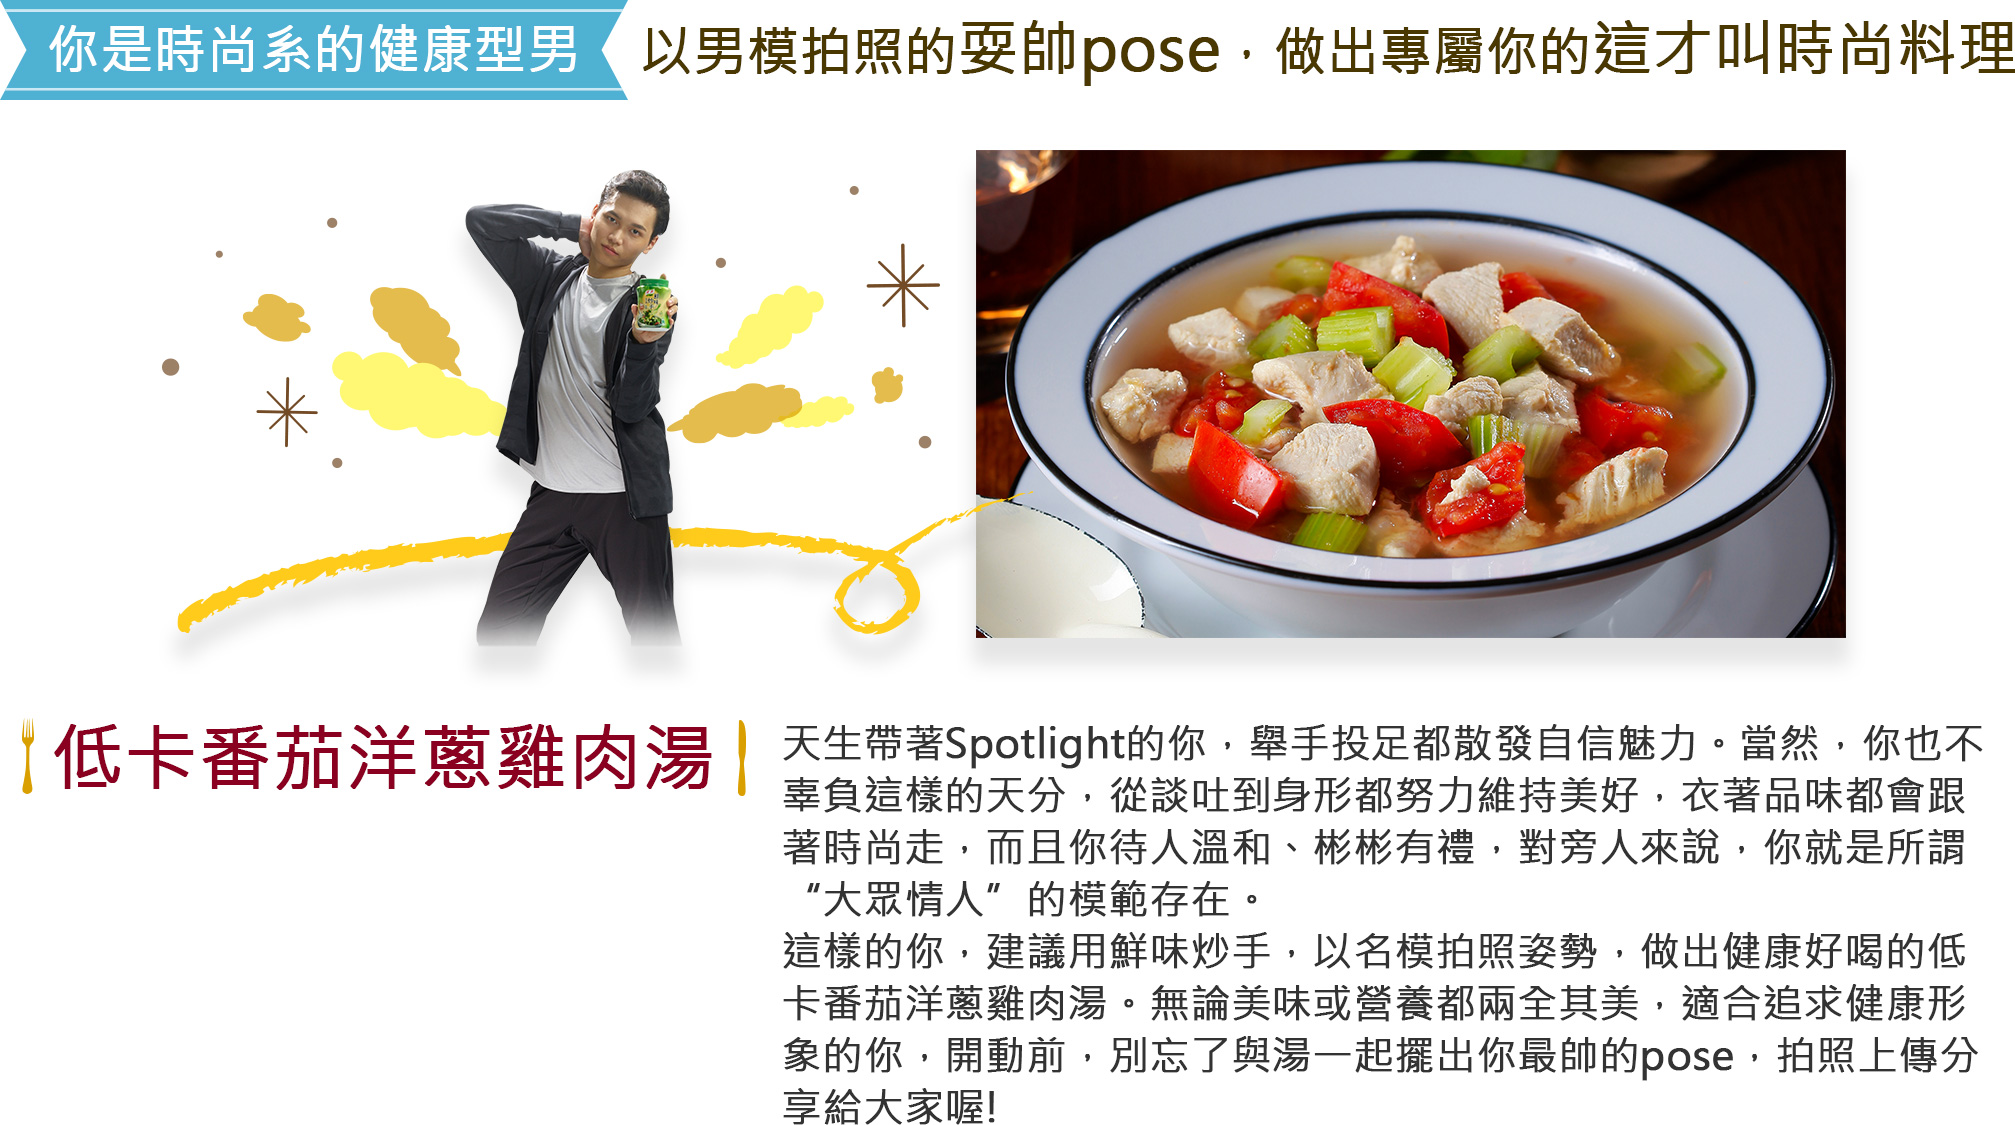 你是時尚系的健康型男
以男模拍照的耍帥pose，做出專屬你的這才叫時尚料理
低卡番茄洋蔥雞肉湯
天生帶著Spotlight的你，舉手投足都散發自信魅力。當然，你也不
辜負這樣的天分，從談吐到身形都努力維持美好，衣著品味都會跟
著時尚走，而且你待人溫和、彬彬有禮，對旁人來說，你就是所謂
“大眾情人”的模範存在。
這樣的你，建議用鮮味炒手，以名模拍照姿勢，做出健康好喝的低
卡番茄洋蔥雞肉湯。無論美味或營養都兩全其美，適合追求健康形
象的你，開動前，別忘了與湯一起擺出你最帥的pose，拍照上傳分
享給大家喔!